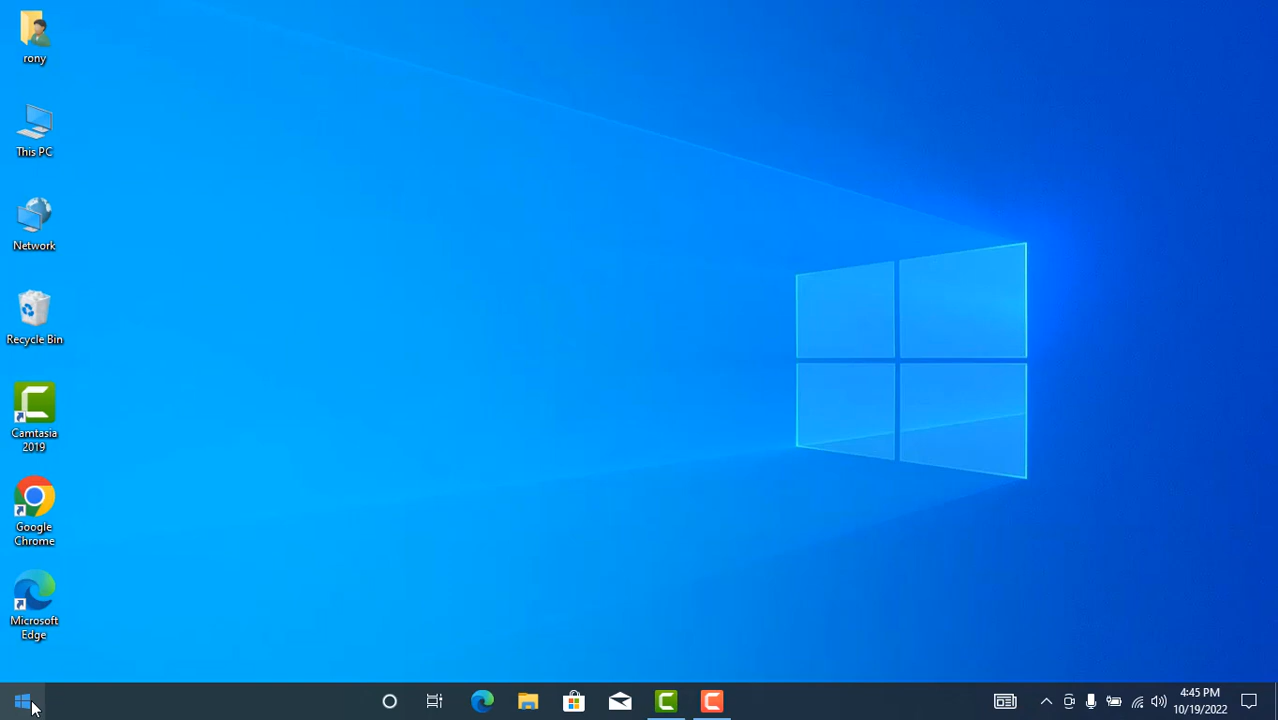 rony
This PC
Network
Recycle Bin
Camtasia
2019
Google
Chrome
Microsoft
Edge
4:45 PM
10/19/2022